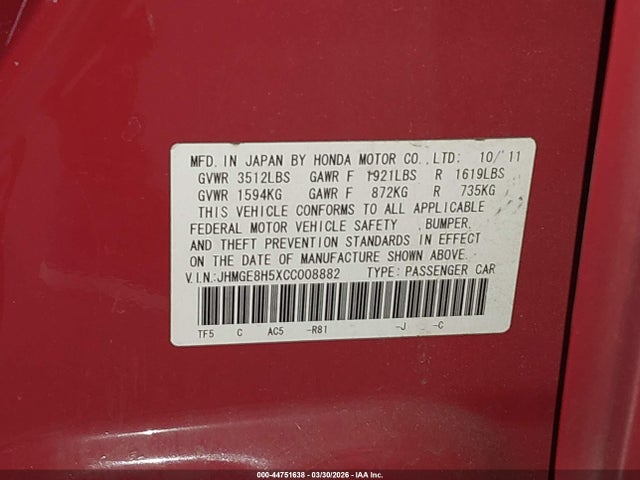 MFD. IN JAPAN BY HONDA MOTOR CO.,LTD: 10/'11
GVWR 3512LBS GAWR F 1921LBS R 1619LBS
GVWR 1594KG GAWR F 872KG R 735KG
THIS VEHICLE CONFORMS TO ALL APPLICABLE
FEDERAL MOTOR VEHICLE SAFETY , BUMPER,
AND THEFT PREVENTION STANDARDS IN EFFECT
ON THE DATE OF MANUFACTURE SHOWN ABOVE.
V.I.N:JHMGE8H5XCC008882 TYPE: PASSENGER CAR
TF5 C AC5 -R81 -J -C
000-44751638 - 03/30/2026 - IAA, Inc.